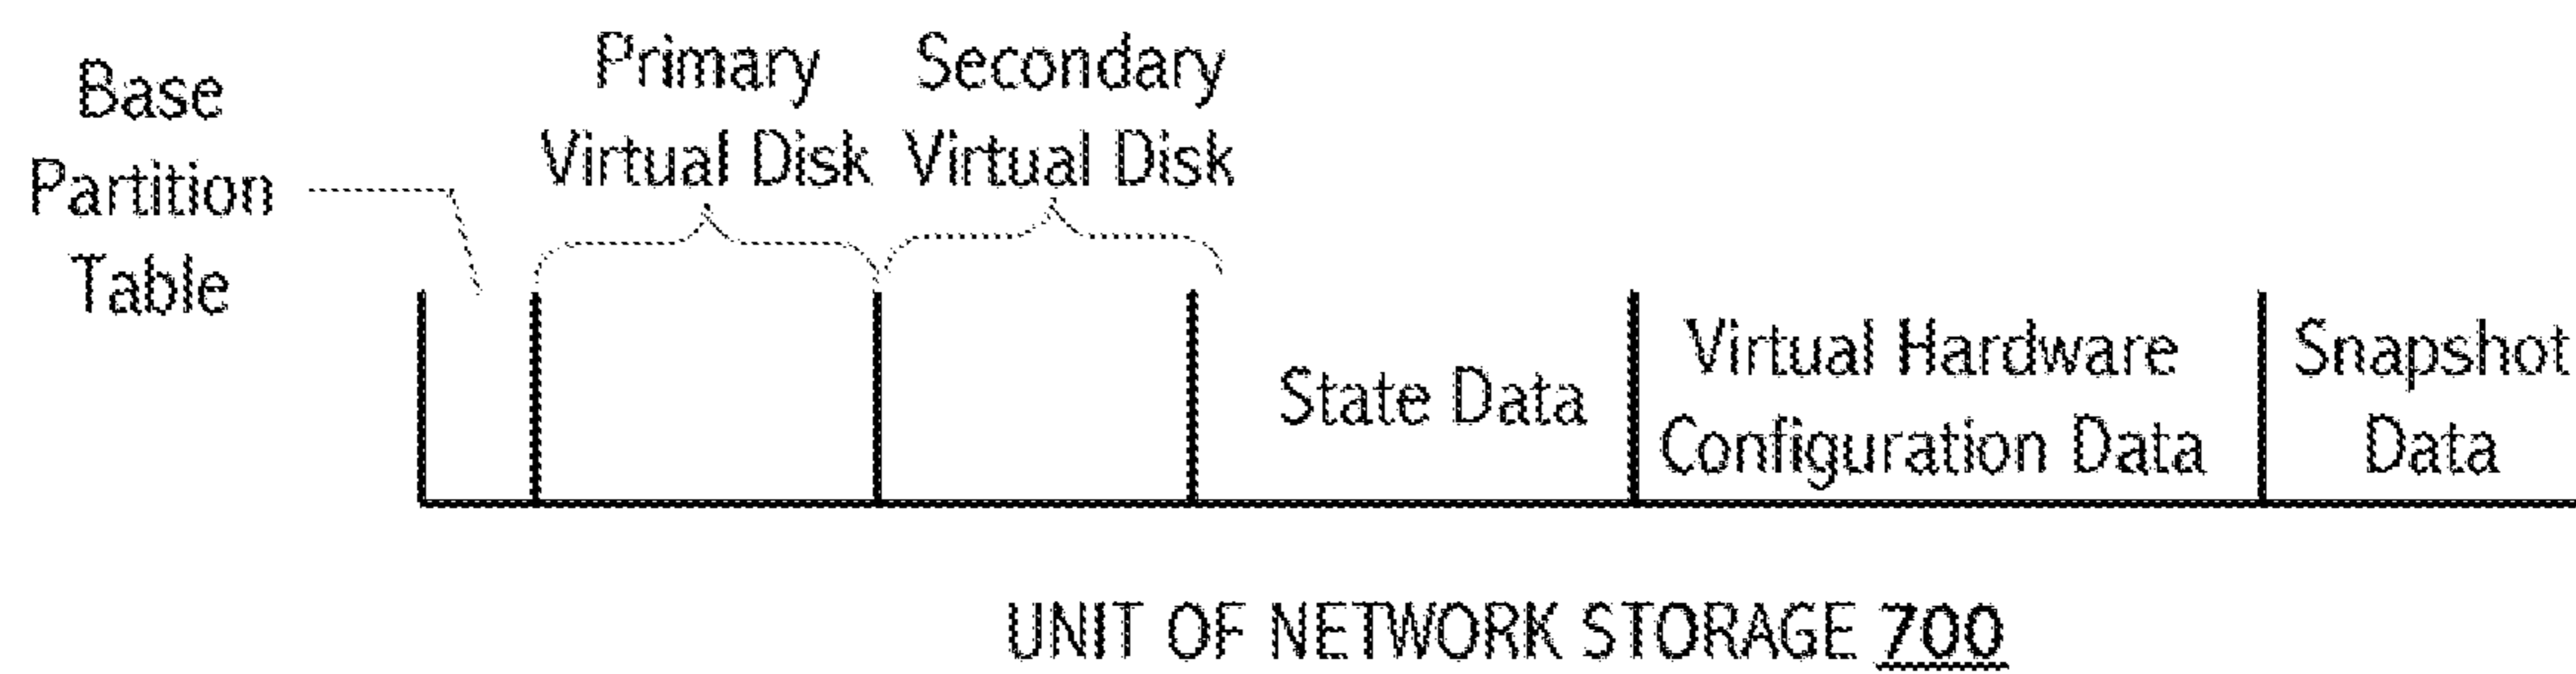 Base
Partition
Table
Primary
Virtual Disk
Secondary
Virtual Disk
State Data
Virtual Hardware
Configuration Data
Snapshot
Data
UNIT OF NETWORK STORAGE 700